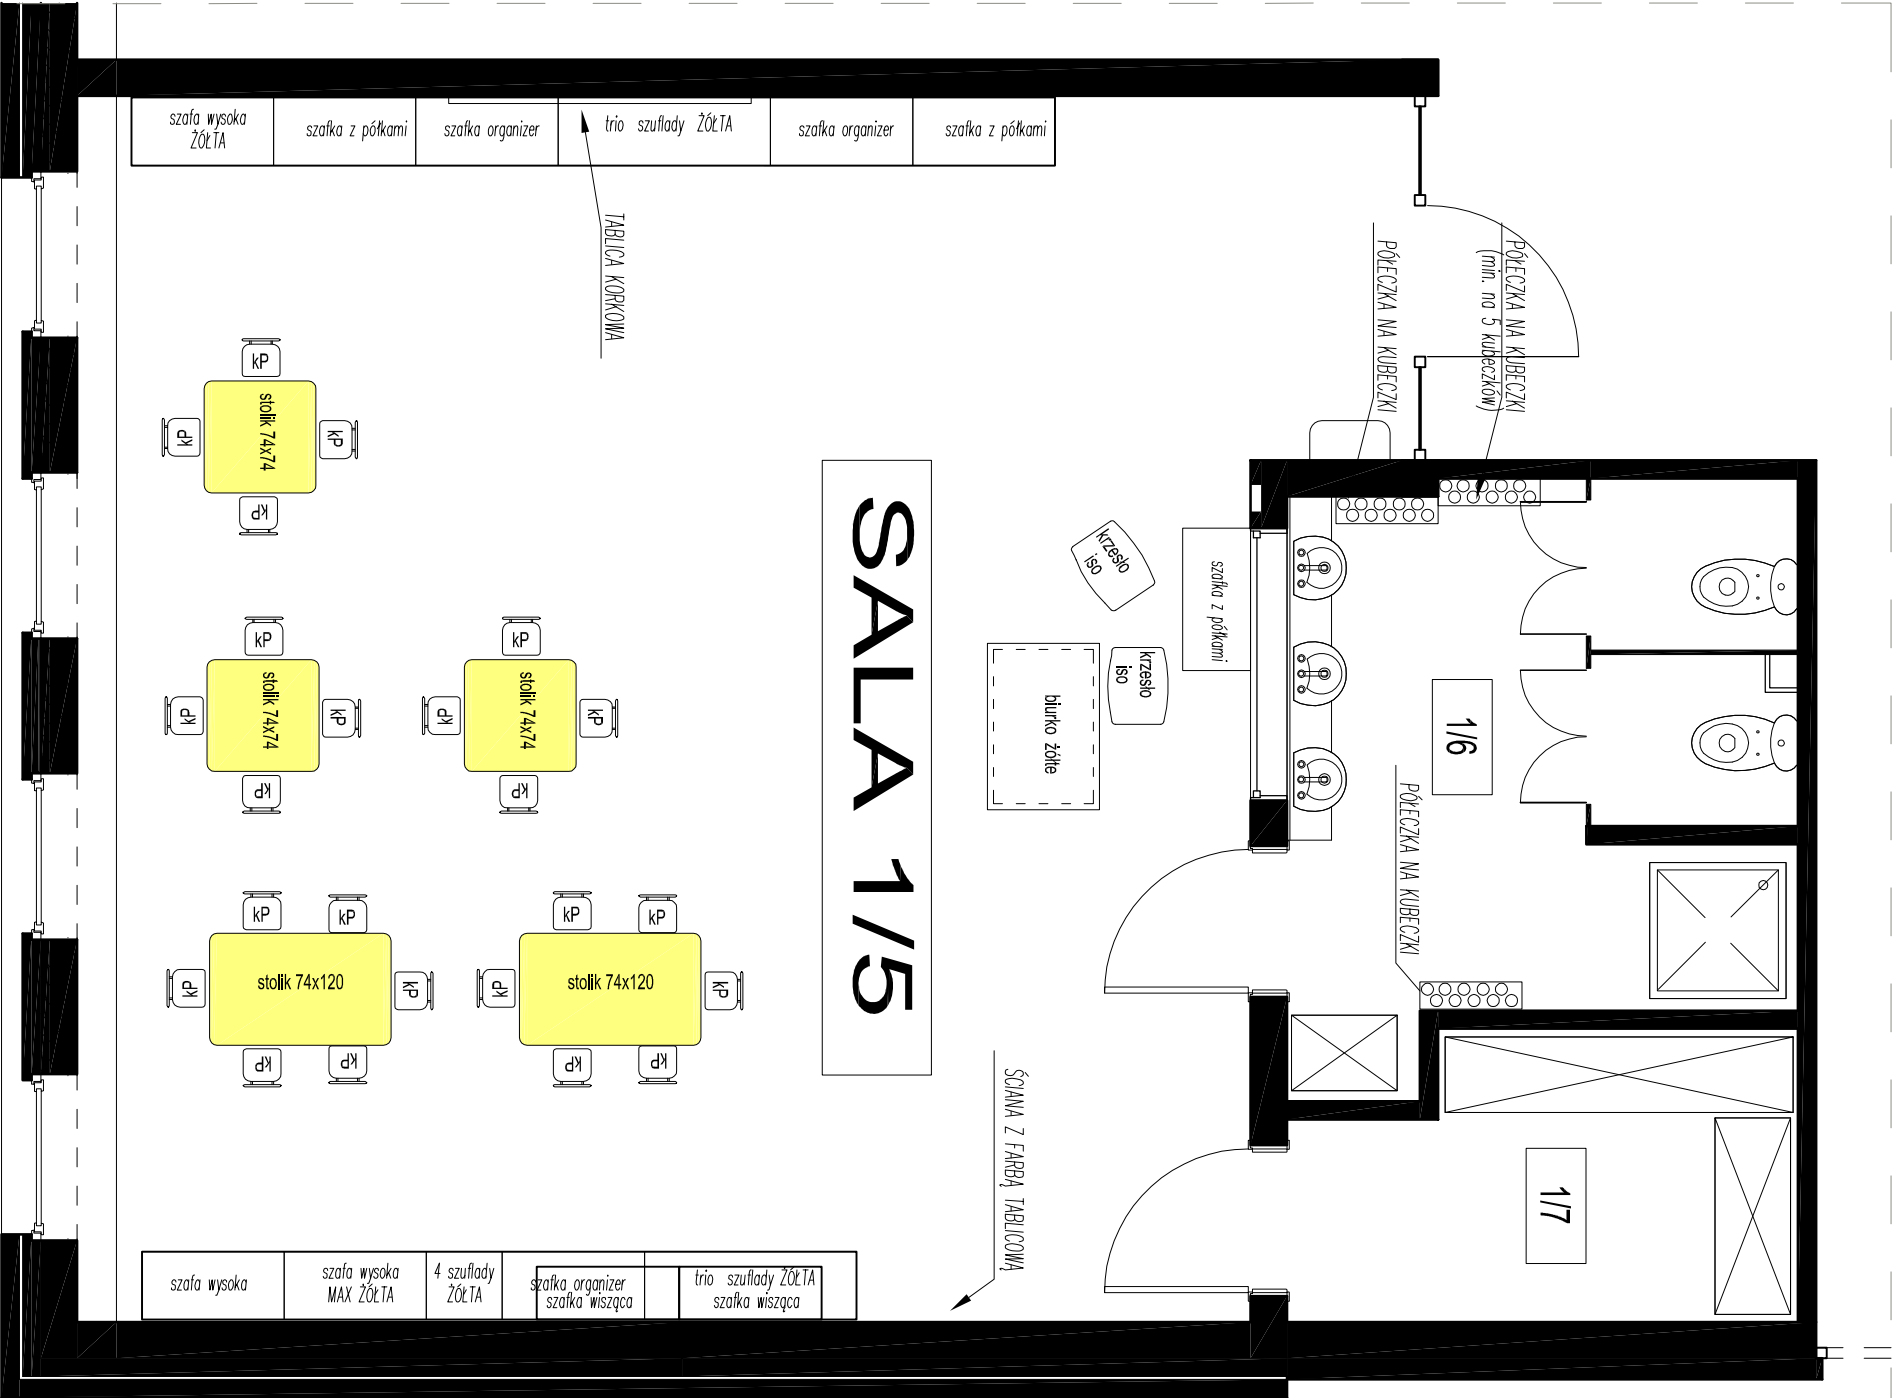 szafa wysoka
ŻÓŁTA
szafka z półkami
szafka organizer
trio szuflady ŻÓŁTA
szafka organizer
szafka z półkami
TABLICA KORKOWA
PÓŁECZKA NA KUBECZKI
PÓŁECZKA NA KUBECZKI
(min. na 5 kubeczków)
kP
kP
stolik 74x74
kP
kP
SALA 1/5
krzesło
iso
szafka z półkami
krzesło
iso
biurko żółte
kP
kP
stolik 74x74
kP
kP
kP
kP
stolik 74x74
kP
kP
1/6
PÓŁECZKA NA KUBECZKI
kP
kP
kP
stolik 74x120
kP
kP
kP
kP
kP
kP
stolik 74x120
kP
kP
kP
ŚCIANA Z FARBĄ TABLICOWĄ
1/7
szafa wysoka
szafa wysoka
MAX ŻÓŁTA
4 szuflady
ŻÓŁTA
szafka organizer
szafka wisząca
trio szuflady ŻÓŁTA
szafka wisząca